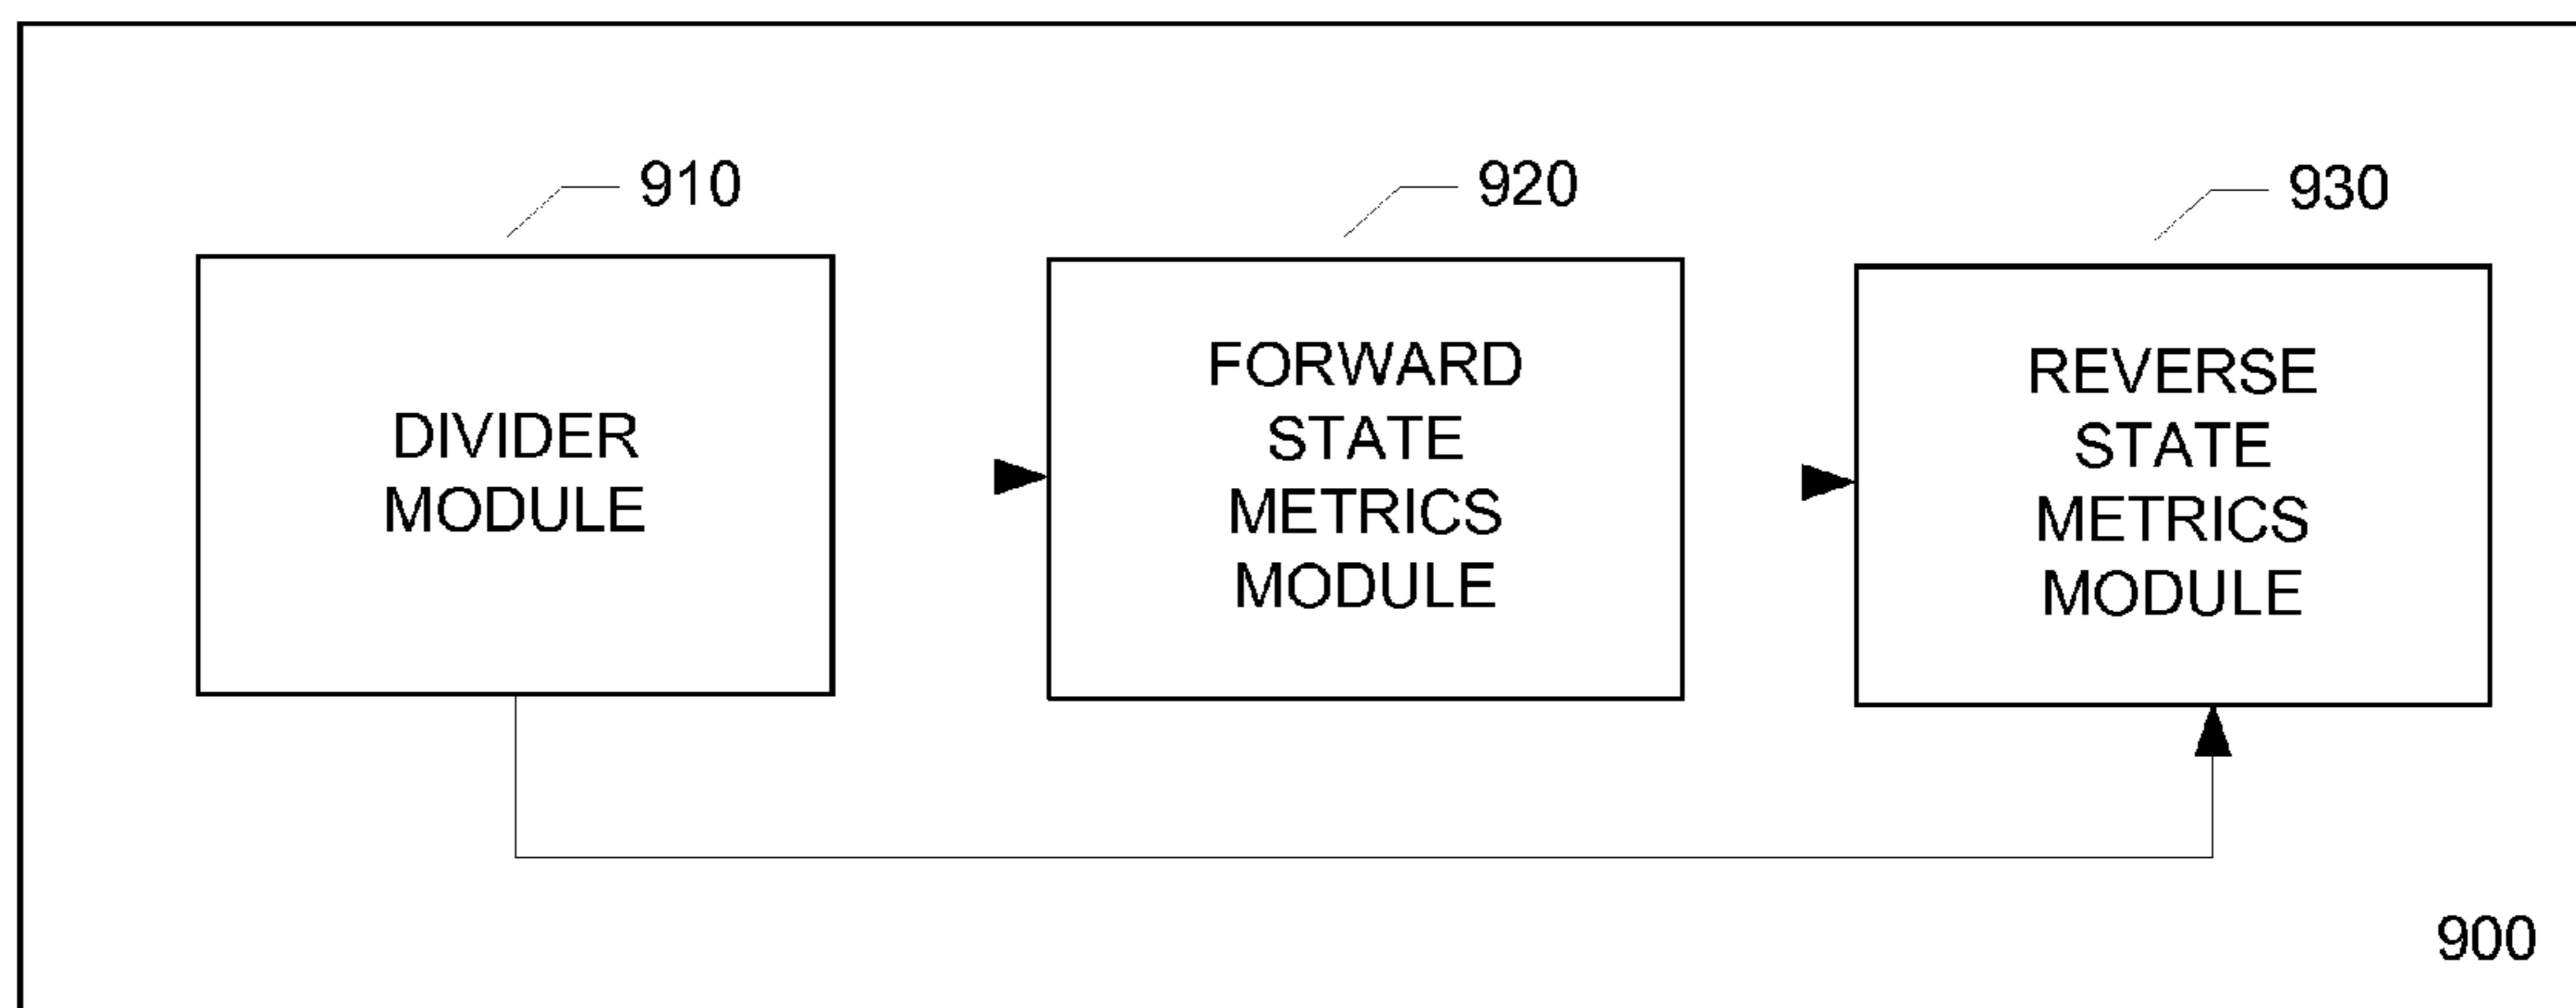 910
920
930
DIVIDER
MODULE
FORWARD
STATE
METRICS
MODULE
REVERSE
STATE
METRICS
MODULE
900